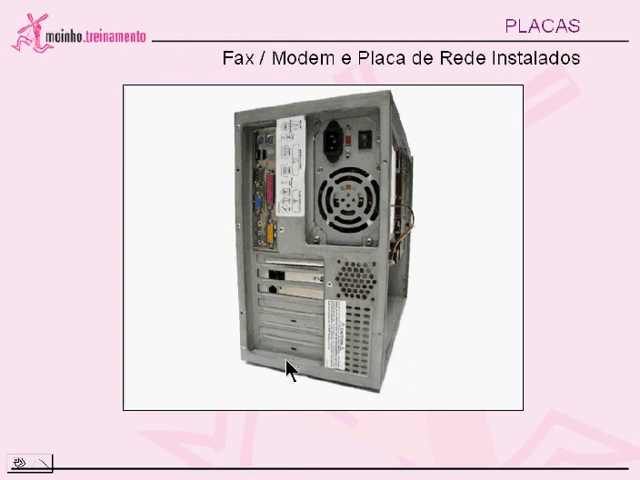 moinho.treinamento
PLACAS
Fax / Modem e Placa de Rede Instalados